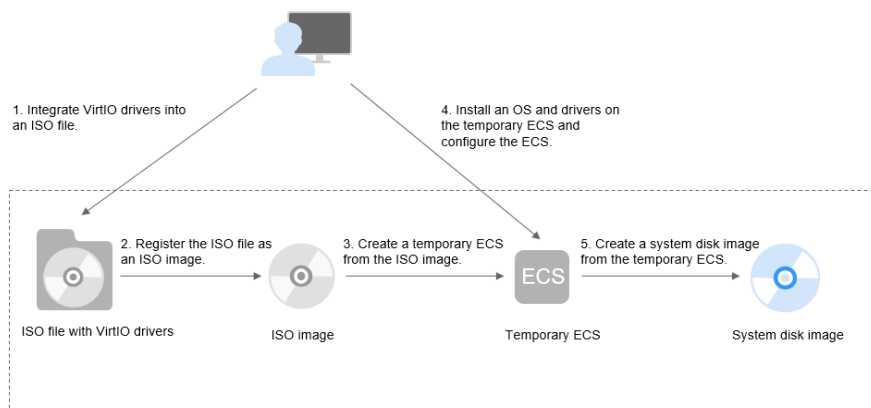 1. Integrate VirtIO drivers into
an ISO file.
4. Install an OS and drivers on
the temporary ECS and
configure the ECS.
2. Register the ISO file as
an ISO image.
3. Create a temporary ECS
from the ISO image.
5. Create a system disk image
from the temporary ECS.
ECS
ISO file with VirtIO drivers
ISO image
Temporary ECS
System disk image